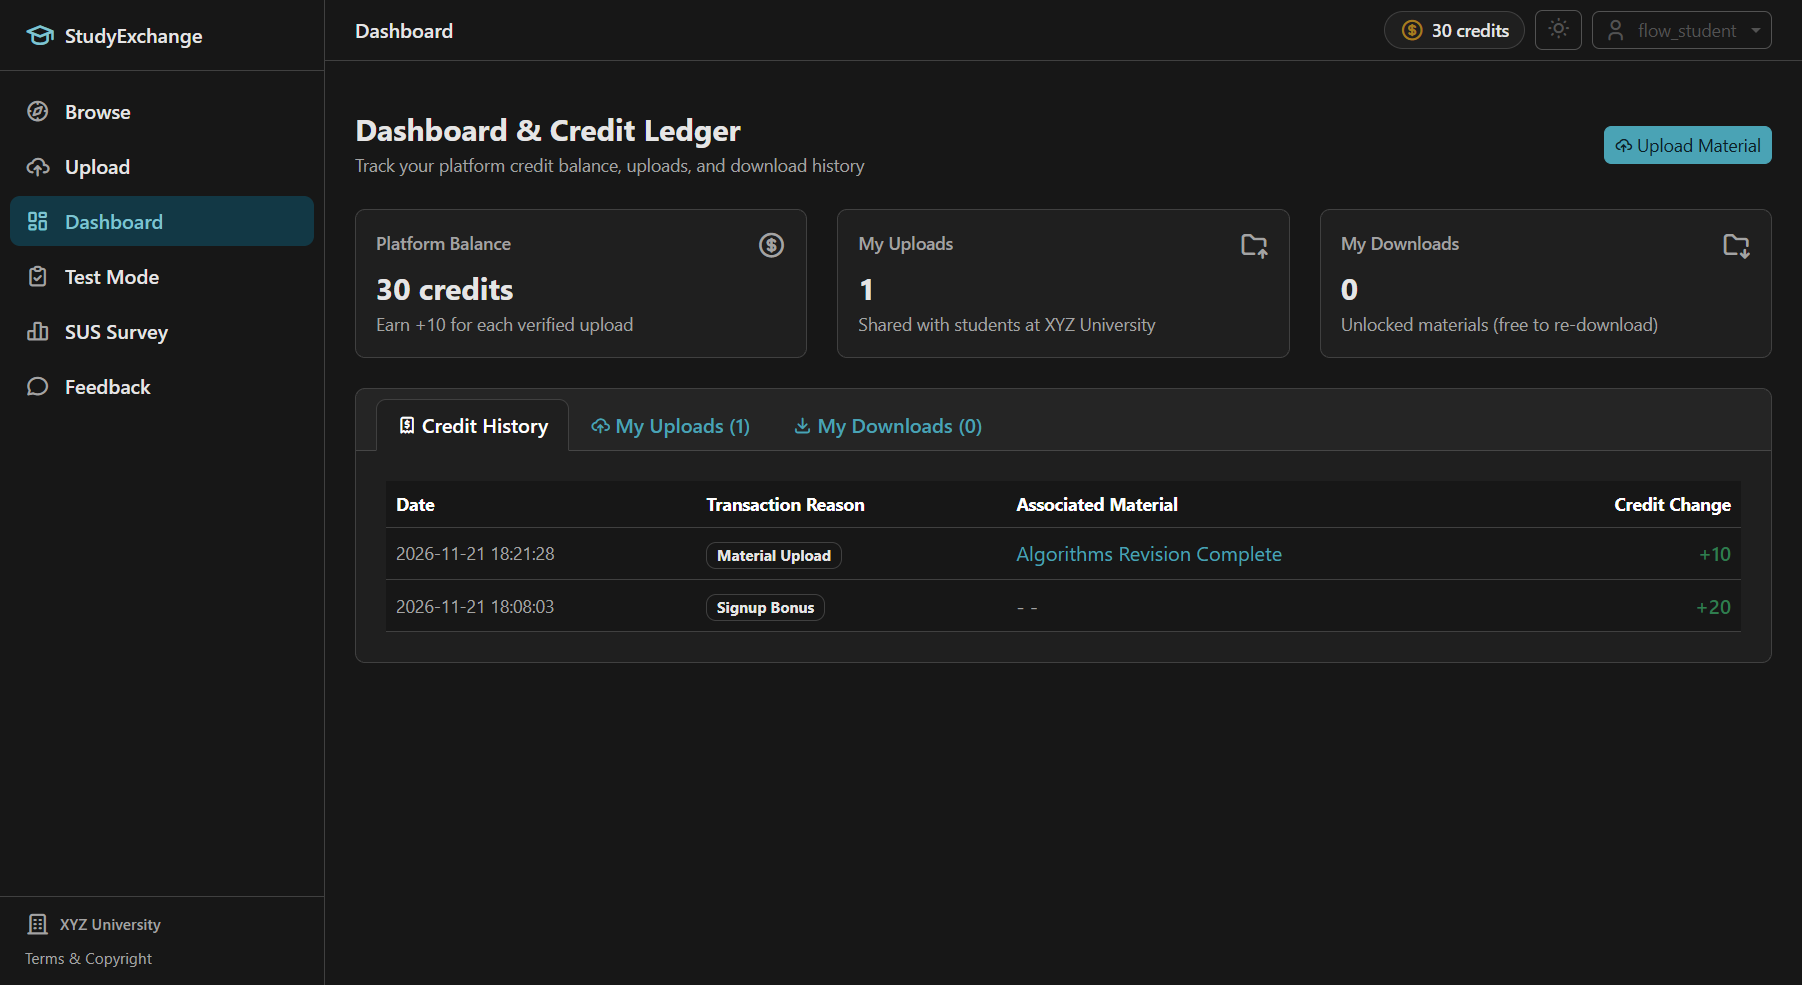 StudyExchange
Browse
Upload
Dashboard
Test Mode
SUS Survey
Feedback
XYZ University
Terms & Copyright
Dashboard
30 credits
flow_student
Dashboard & Credit Ledger
Track your platform credit balance, uploads, and download history
Upload Material
Platform Balance
30 credits
Earn +10 for each verified upload
My Uploads
1
Shared with students at XYZ University
My Downloads
0
Unlocked materials (free to re-download)
Credit History My Uploads (1) My Downloads (0)
Date Transaction Reason Associated Material Credit Change
2026-11-21 18:21:28 Material Upload Algorithms Revision Complete +10
2026-11-21 18:08:03 Signup Bonus - - +20